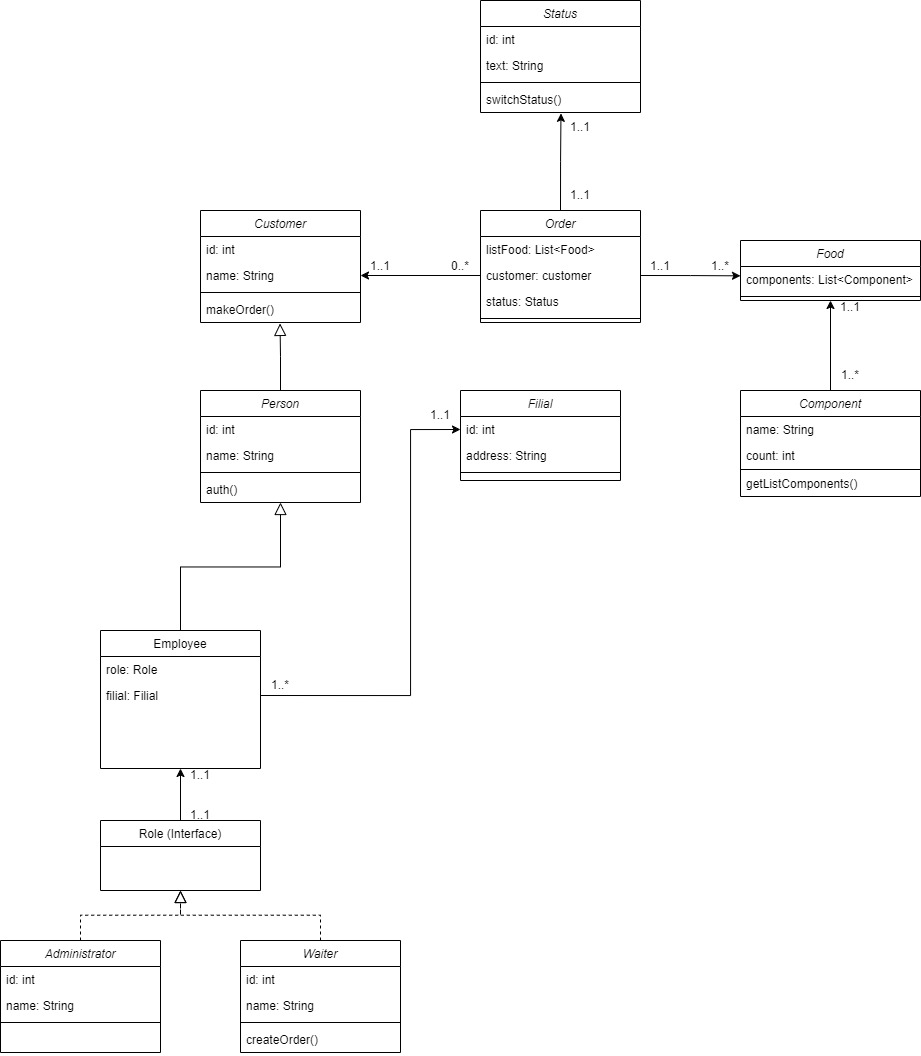 Status
id: int
text: String
switchStatus()
1..1
1..1
Customer
id: int
name: String
makeOrder()
1..1
0..*
Order
listFood: List<Food>
customer: customer
status: Status
1..1
1..*
Food
components: List<Component>
1..1
1..*
Person
id: int
name: String
auth()
1..1
Filial
id: int
address: String
Component
name: String
count: int
getListComponents()
Employee
role: Role
filial: Filial
1..*
1..1
1..1
Role (Interface)
Administrator
id: int
name: String
Waiter
id: int
name: String
createOrder()